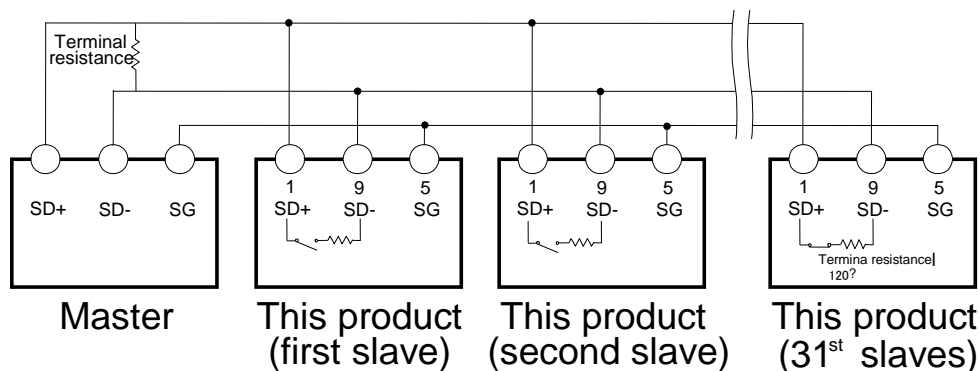 Terminal
resistance
1 9 5
1 9 5
1 9 5
SD+ SD- SG
SD+ SD- SG
SD+ SD- SG
SD+ SD- SG
Termina resistance|
120?
Master
This product
(first slave)
This product
(second slave)
This product
(31st slaves)